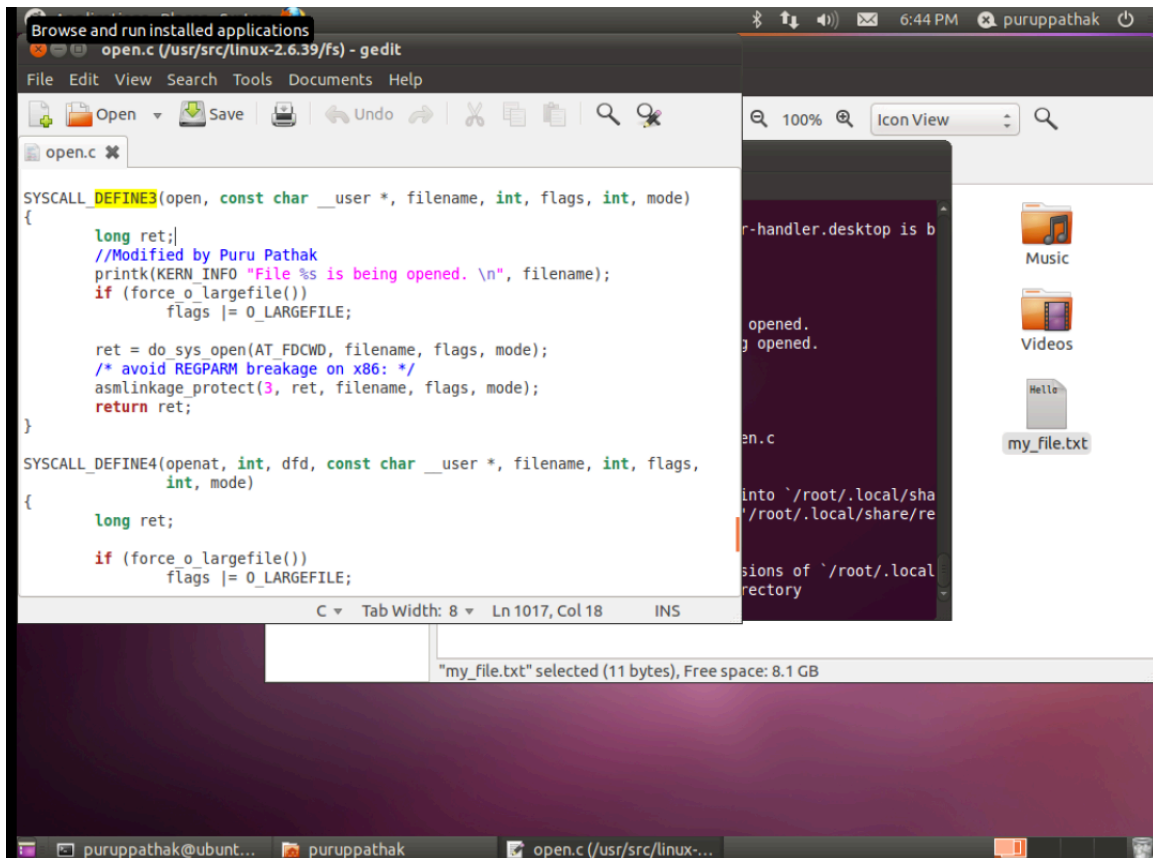 Browse and run installed applications
6:44 PM puruppathak
open.c (/usr/src/linux-2.6.39/fs) - gedit
File Edit View Search Tools Documents Help
Open Save Undo
100% Icon View
open.c
SYSCALL_DEFINE3(open, const char __user *, filename, int, flags, int, mode)
{
long ret;
//Modified by Puru Pathak
printk(KERN_INFO "File %s is being opened. \n", filename);
if (force_o_largefile())
flags |= O_LARGEFILE;
ret = do_sys_open(AT_FDCWD, filename, flags, mode);
/* avoid REGPARM breakage on x86: */
asmlinkage_protect(3, ret, filename, flags, mode);
return ret;
}
SYSCALL_DEFINE4(openat, int, dfd, const char __user *, filename, int, flags,
int, mode)
{
long ret;
if (force_o_largefile())
flags |= O_LARGEFILE;
C Tab Width: 8 Ln 1017, Col 18 INS
r-handler.desktop is b
opened.
g opened.
en.c
into `/root/.local/sha
'/root/.local/share/re
sions of `/root/.local
rectory
Music
Videos
Hello
my_file.txt
"my_file.txt" selected (11 bytes), Free space: 8.1 GB
puruppathak@ubunt... puruppathak open.c (/usr/src/linux-...